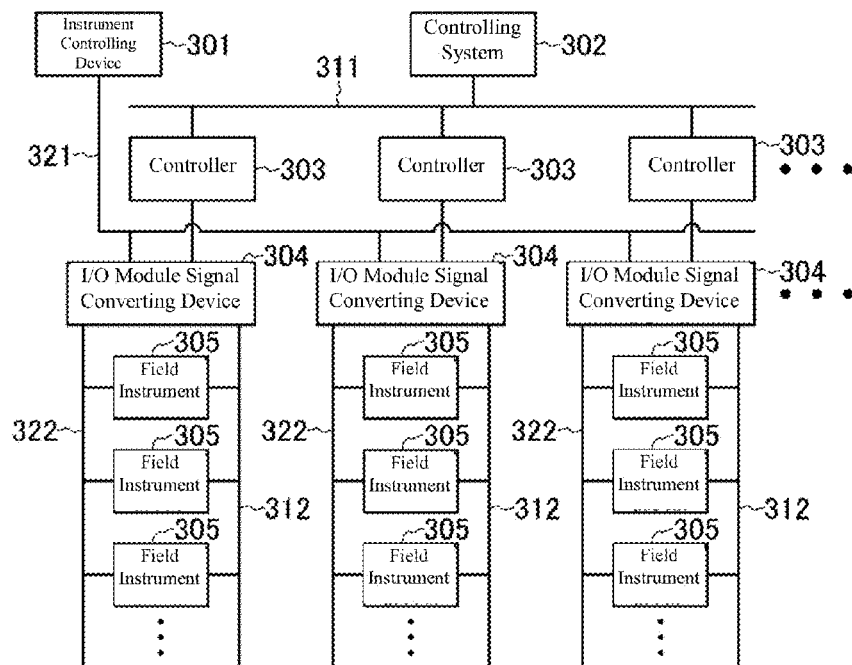 Instrument
Controlling
Device
301
Controlling
System
302
311
321
Controller
303
Controller
303
Controller
303
304
I/O Module Signal
Converting Device
304
I/O Module Signal
Converting Device
304
I/O Module Signal
Converting Device
305
Field
Instrument
305
Field
Instrument
305
Field
Instrument
322
322
322
305
Field
Instrument
305
Field
Instrument
305
Field
Instrument
312
312
312
305
Field
Instrument
305
Field
Instrument
305
Field
Instrument